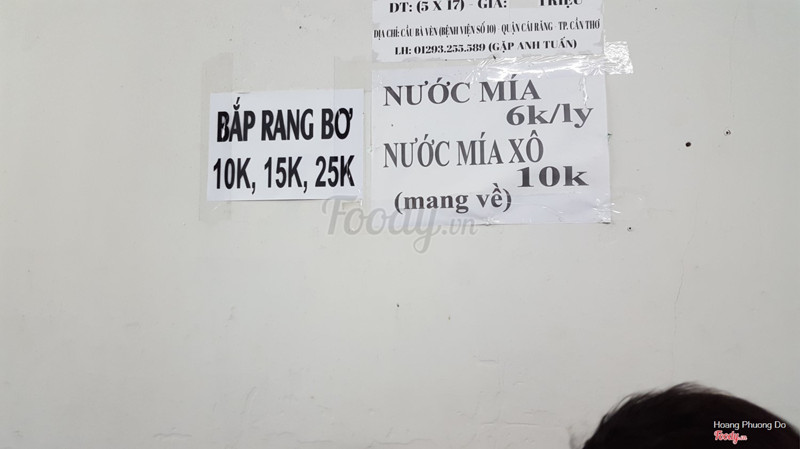 DT: (5 X 17) - GIÁ: TRIỆU
ĐỊA CHỈ: CẦU BÀ VÊN (BỆNH VIỆN SỐ 10) - QUẬN CÁI RĂNG - TP. CẦN THƠ
LH: 01293.255.589 (GẶP ANH TUẤN)
BẮP RANG BƠ
10K, 15K, 25K
NƯỚC MÍA
6k/ly
NƯỚC MÍA XÔ
10k
(mang về)
Foody.vn
Hoang Phuong Do
Foody.vn